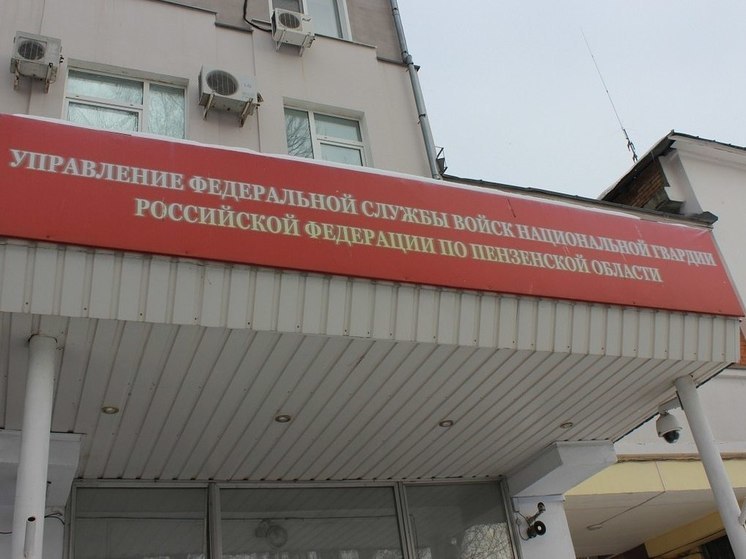 УПРАВЛЕНИЕ ФЕДЕРАЛЬНОЙ СЛУЖБЫ ВОЙСК НАЦИОНАЛЬНОЙ ГВАРДИИ
РОССИЙСКОЙ ФЕДЕРАЦИИ ПО ПЕНЗЕНСКОЙ ОБЛАСТИ